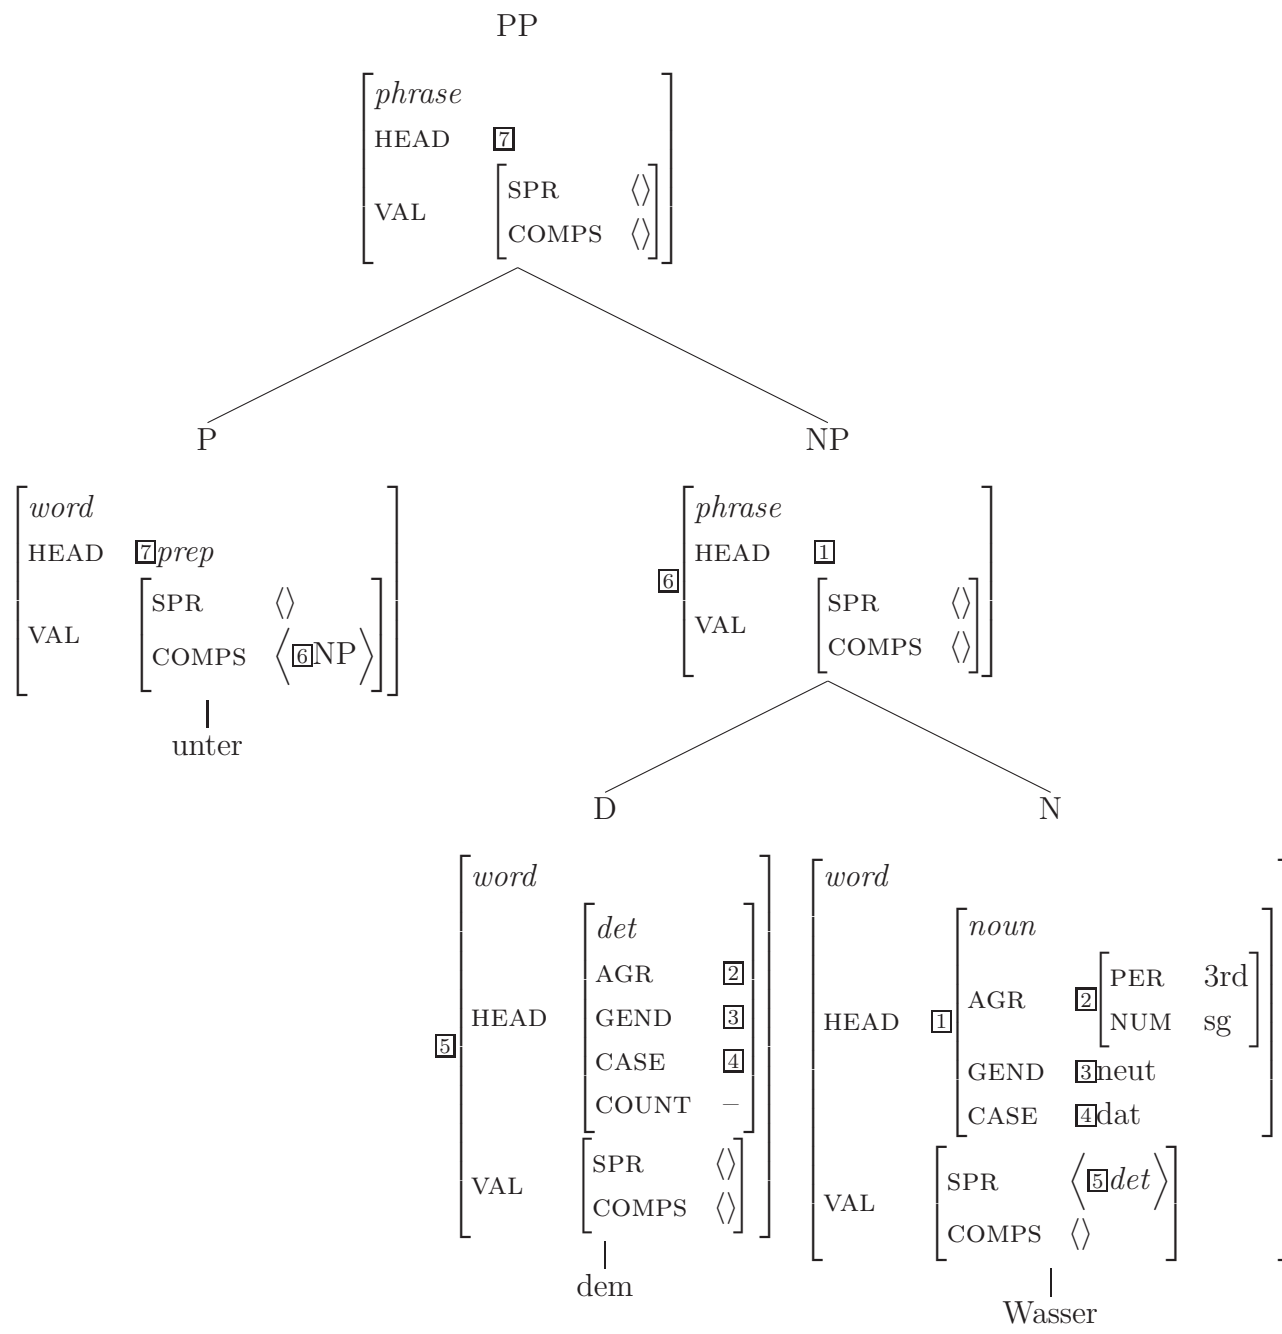 PP
phrase
HEAD 7
VAL
SPR ⟨⟩
COMPS ⟨⟩
P
word
HEAD 7 prep
VAL
SPR ⟨⟩
COMPS ⟨6NP⟩
unter
NP
6
phrase
HEAD 1
VAL
SPR ⟨⟩
COMPS ⟨⟩
D
5
word
HEAD
det
AGR 2
GEND 3
CASE 4
COUNT –
VAL
SPR ⟨⟩
COMPS ⟨⟩
dem
N
word
HEAD 1
noun
AGR 2
PER 3rd
NUM sg
GEND 3neut
CASE 4dat
VAL
SPR ⟨5det⟩
COMPS ⟨⟩
Wasser